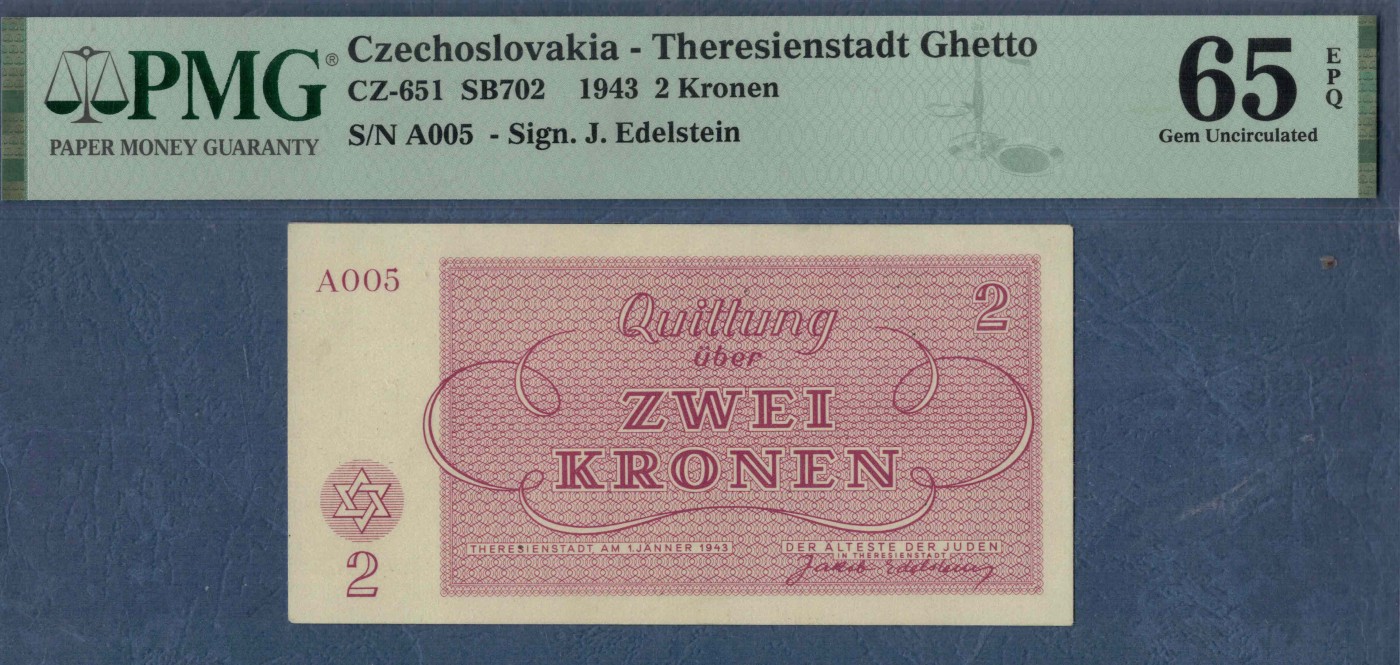 PMG®
PAPER MONEY GUARANTY
Czechoslovakia - Theresienstadt Ghetto
CZ-651 SB702 1943 2 Kronen
S/N A005 - Sign. J. Edelstein
65
EPQ
Gem Uncirculated
A005
2
Quittung
über
ZWEI
KRONEN
2
THERESIENSTADT, AM 1. JÄNNER 1943
DER ÄLTESTE DER JUDEN
IN THERESIENSTADT
Jakob Edelstein